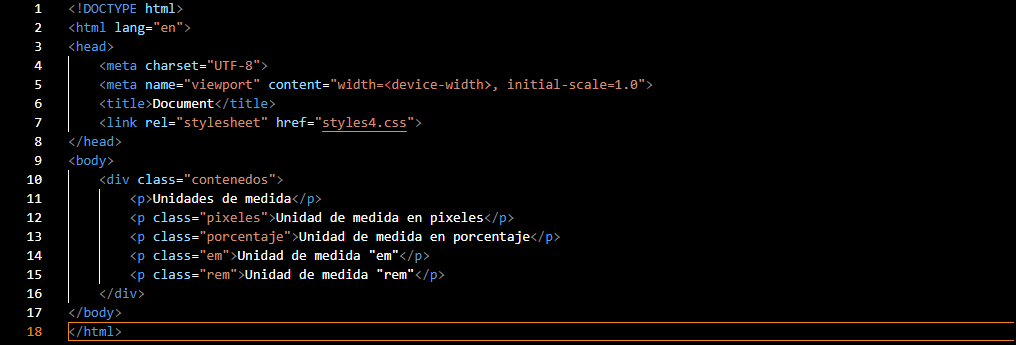 1 <!DOCTYPE html>
2 <html lang="en">
3 <head>
4     <meta charset="UTF-8">
5     <meta name="viewport" content="width=<device-width>, initial-scale=1.0">
6     <title>Document</title>
7     <link rel="stylesheet" href="styles4.css">
8 </head>
9 <body>
10     <div class="contenedos">
11         <p>Unidades de medida</p>
12         <p class="pixeles">Unidad de medida en pixeles</p>
13         <p class="porcentaje">Unidad de medida en porcentaje</p>
14         <p class="em">Unidad de medida "em"</p>
15         <p class="rem">Unidad de medida "rem"</p>
16     </div>
17 </body>
18 </html>